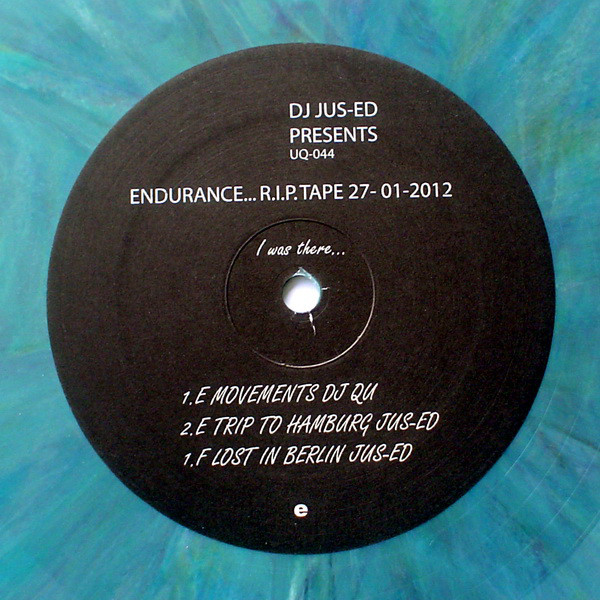 DJ JUS-ED
PRESENTS
UQ-044
ENDURANCE... R.I.P. TAPE 27- 01-2012
I was there...
1.E MOVEMENTS DJ QU
2.E TRIP TO HAMBURG JUS-ED
1.F LOST IN BERLIN JUS-ED
e